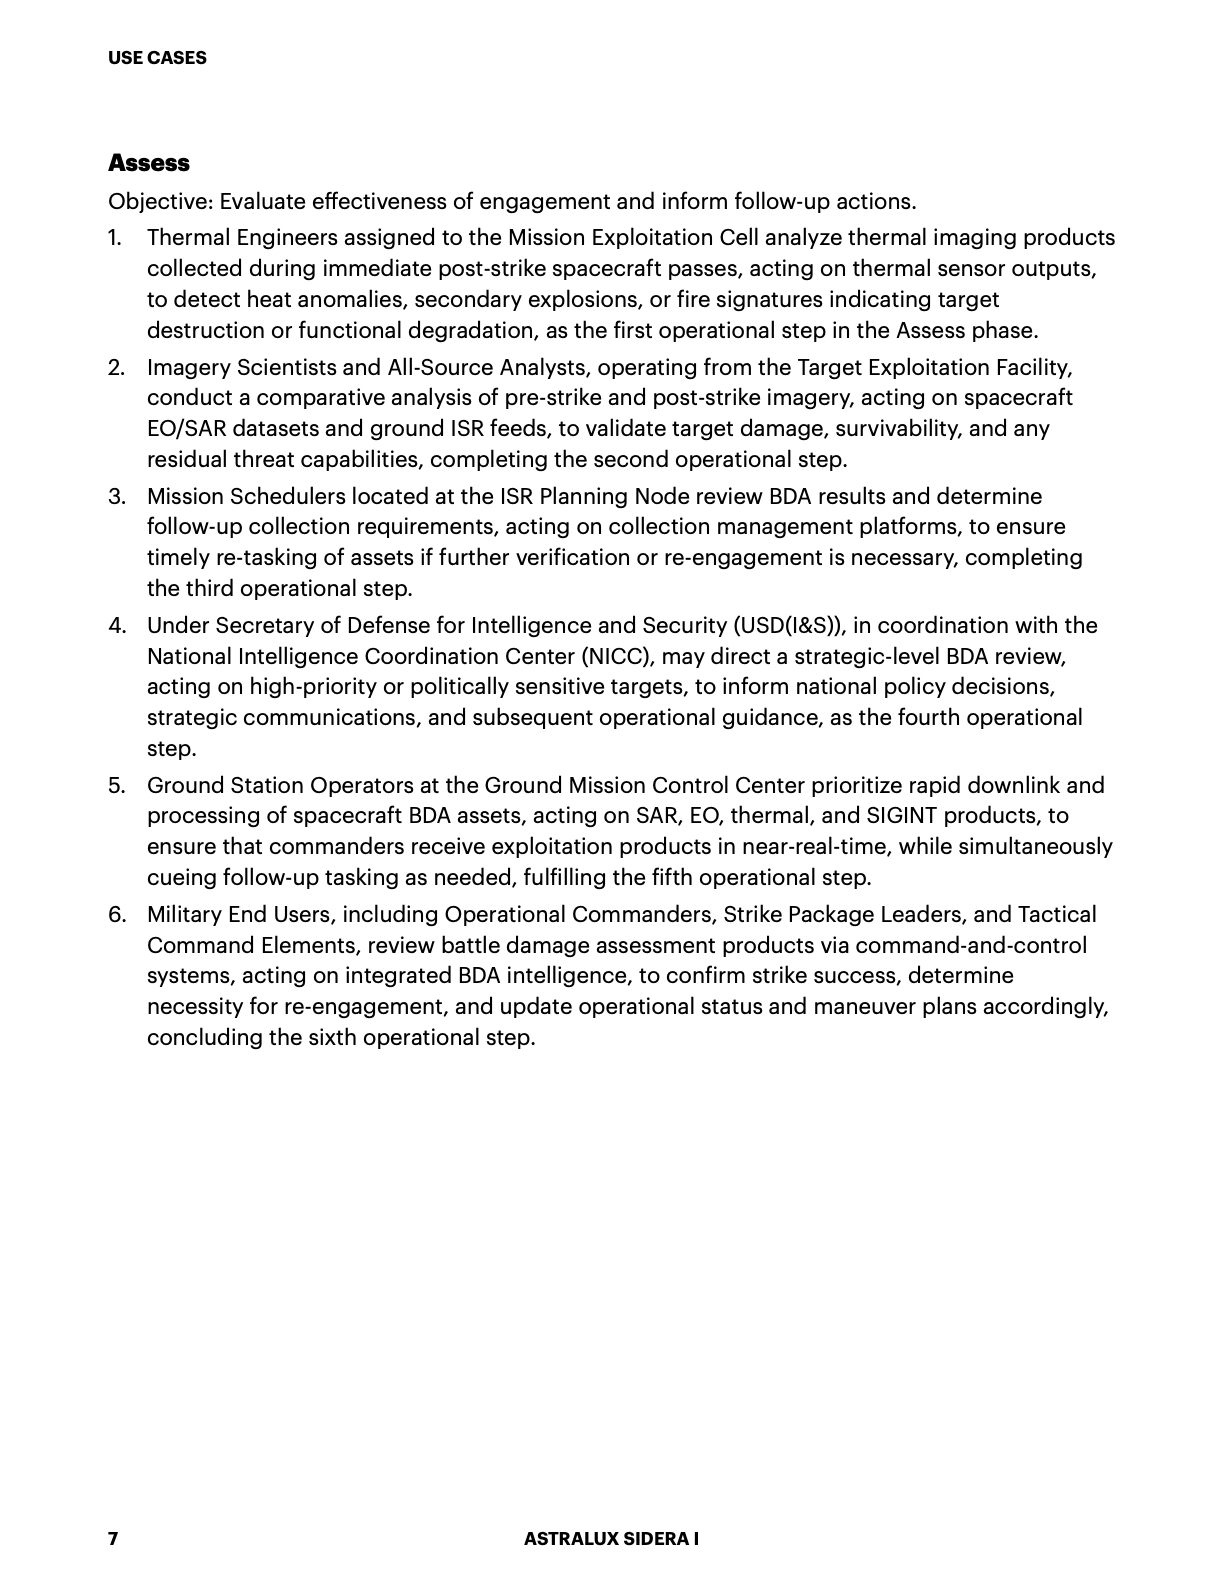 USE CASES
Assess
Objective: Evaluate effectiveness of engagement and inform follow-up actions.
1. Thermal Engineers assigned to the Mission Exploitation Cell analyze thermal imaging products
collected during immediate post-strike spacecraft passes, acting on thermal sensor outputs,
to detect heat anomalies, secondary explosions, or fire signatures indicating target
destruction or functional degradation, as the first operational step in the Assess phase.
2. Imagery Scientists and All-Source Analysts, operating from the Target Exploitation Facility,
conduct a comparative analysis of pre-strike and post-strike imagery, acting on spacecraft
EO/SAR datasets and ground ISR feeds, to validate target damage, survivability, and any
residual threat capabilities, completing the second operational step.
3. Mission Schedulers located at the ISR Planning Node review BDA results and determine
follow-up collection requirements, acting on collection management platforms, to ensure
timely re-tasking of assets if further verification or re-engagement is necessary, completing
the third operational step.
4. Under Secretary of Defense for Intelligence and Security (USD(I&S)), in coordination with the
National Intelligence Coordination Center (NICC), may direct a strategic-level BDA review,
acting on high-priority or politically sensitive targets, to inform national policy decisions,
strategic communications, and subsequent operational guidance, as the fourth operational
step.
5. Ground Station Operators at the Ground Mission Control Center prioritize rapid downlink and
processing of spacecraft BDA assets, acting on SAR, EO, thermal, and SIGINT products, to
ensure that commanders receive exploitation products in near-real-time, while simultaneously
cueing follow-up tasking as needed, fulfilling the fifth operational step.
6. Military End Users, including Operational Commanders, Strike Package Leaders, and Tactical
Command Elements, review battle damage assessment products via command-and-control
systems, acting on integrated BDA intelligence, to confirm strike success, determine
necessity for re-engagement, and update operational status and maneuver plans accordingly,
concluding the sixth operational step.
7 ASTRALUX SIDERA I